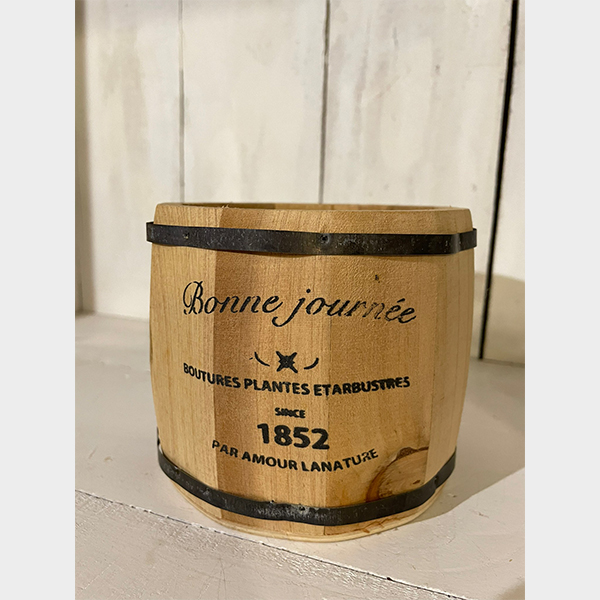 Bonne journée
BOUTURES PLANTES ETARBUSTRES
SINCE
1852
PAR AMOUR LANATURE